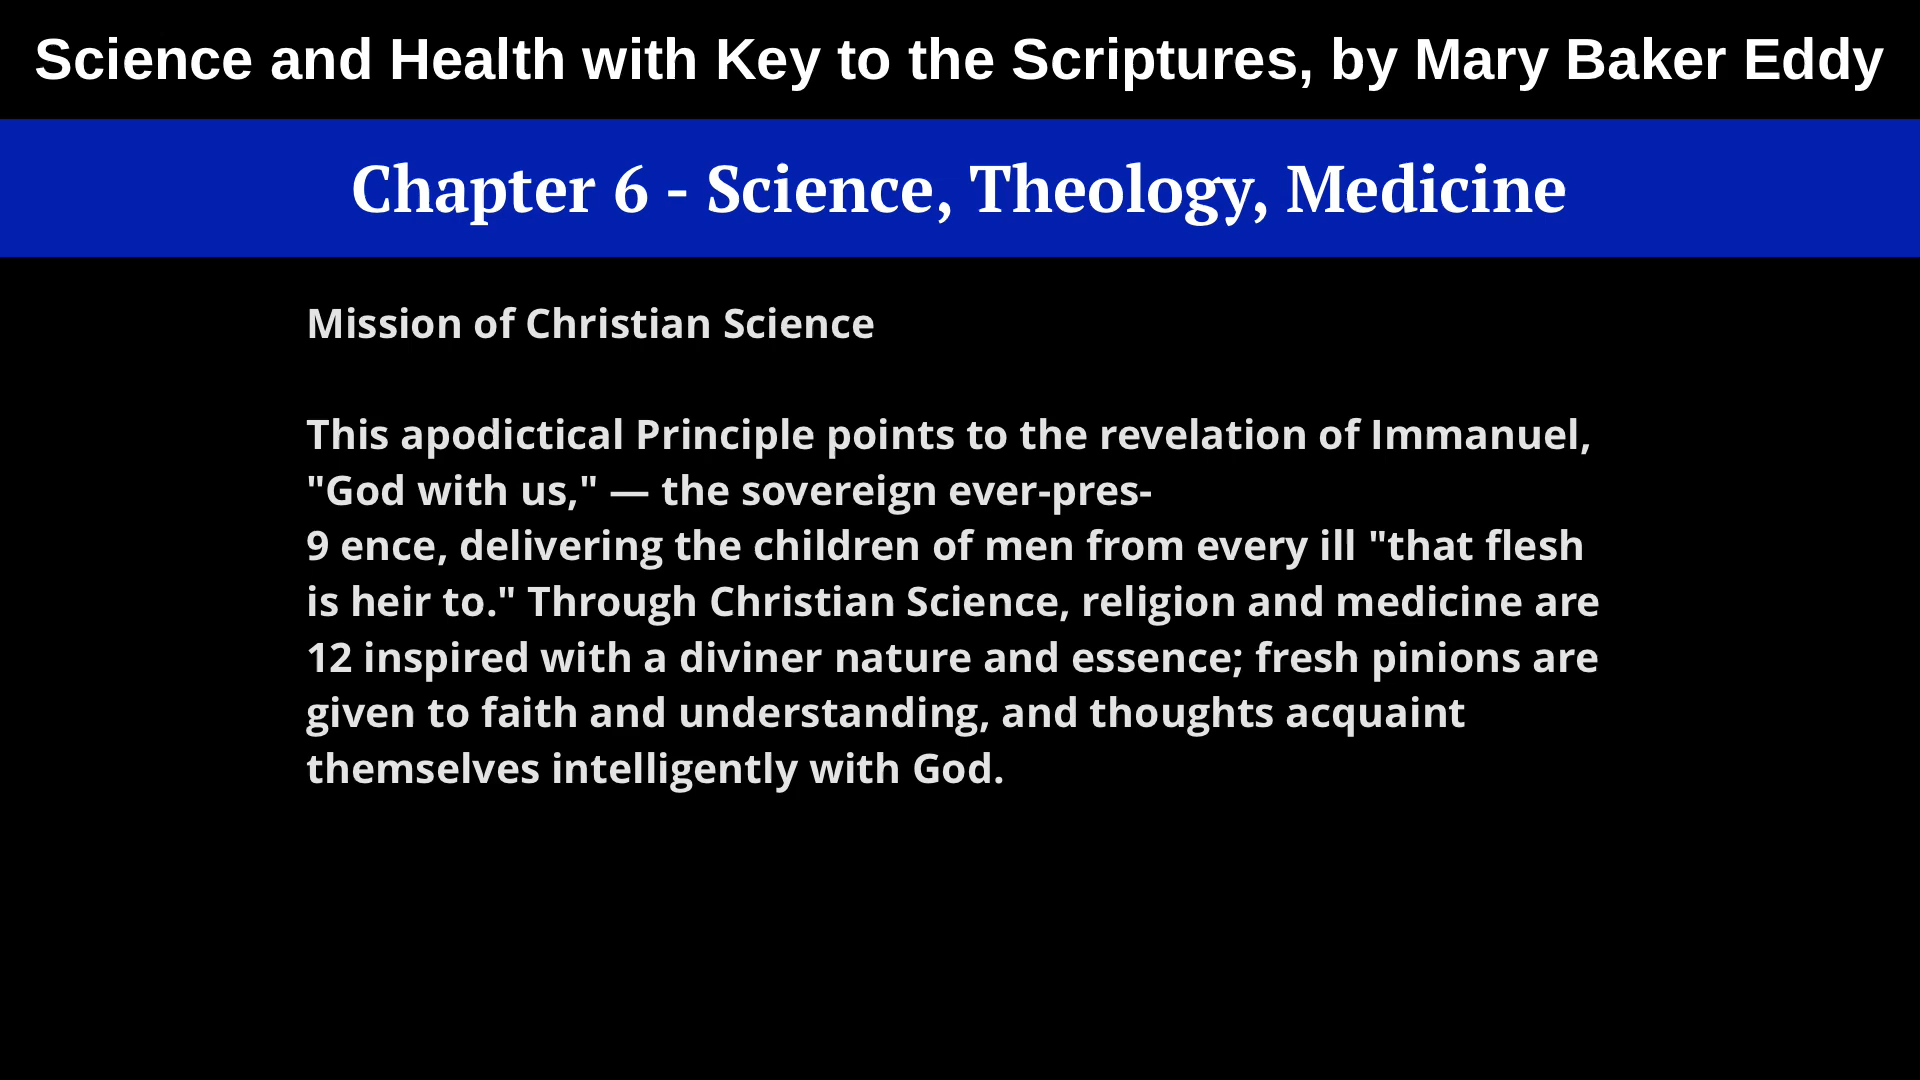 Science and Health with Key to the Scriptures, by Mary Baker Eddy
Chapter 6 - Science, Theology, Medicine
Mission of Christian Science
This apodictical Principle points to the revelation of Immanuel,
"God with us," — the sovereign ever-pres-
9 ence, delivering the children of men from every ill "that flesh
is heir to." Through Christian Science, religion and medicine are
12 inspired with a diviner nature and essence; fresh pinions are
given to faith and understanding, and thoughts acquaint
themselves intelligently with God.